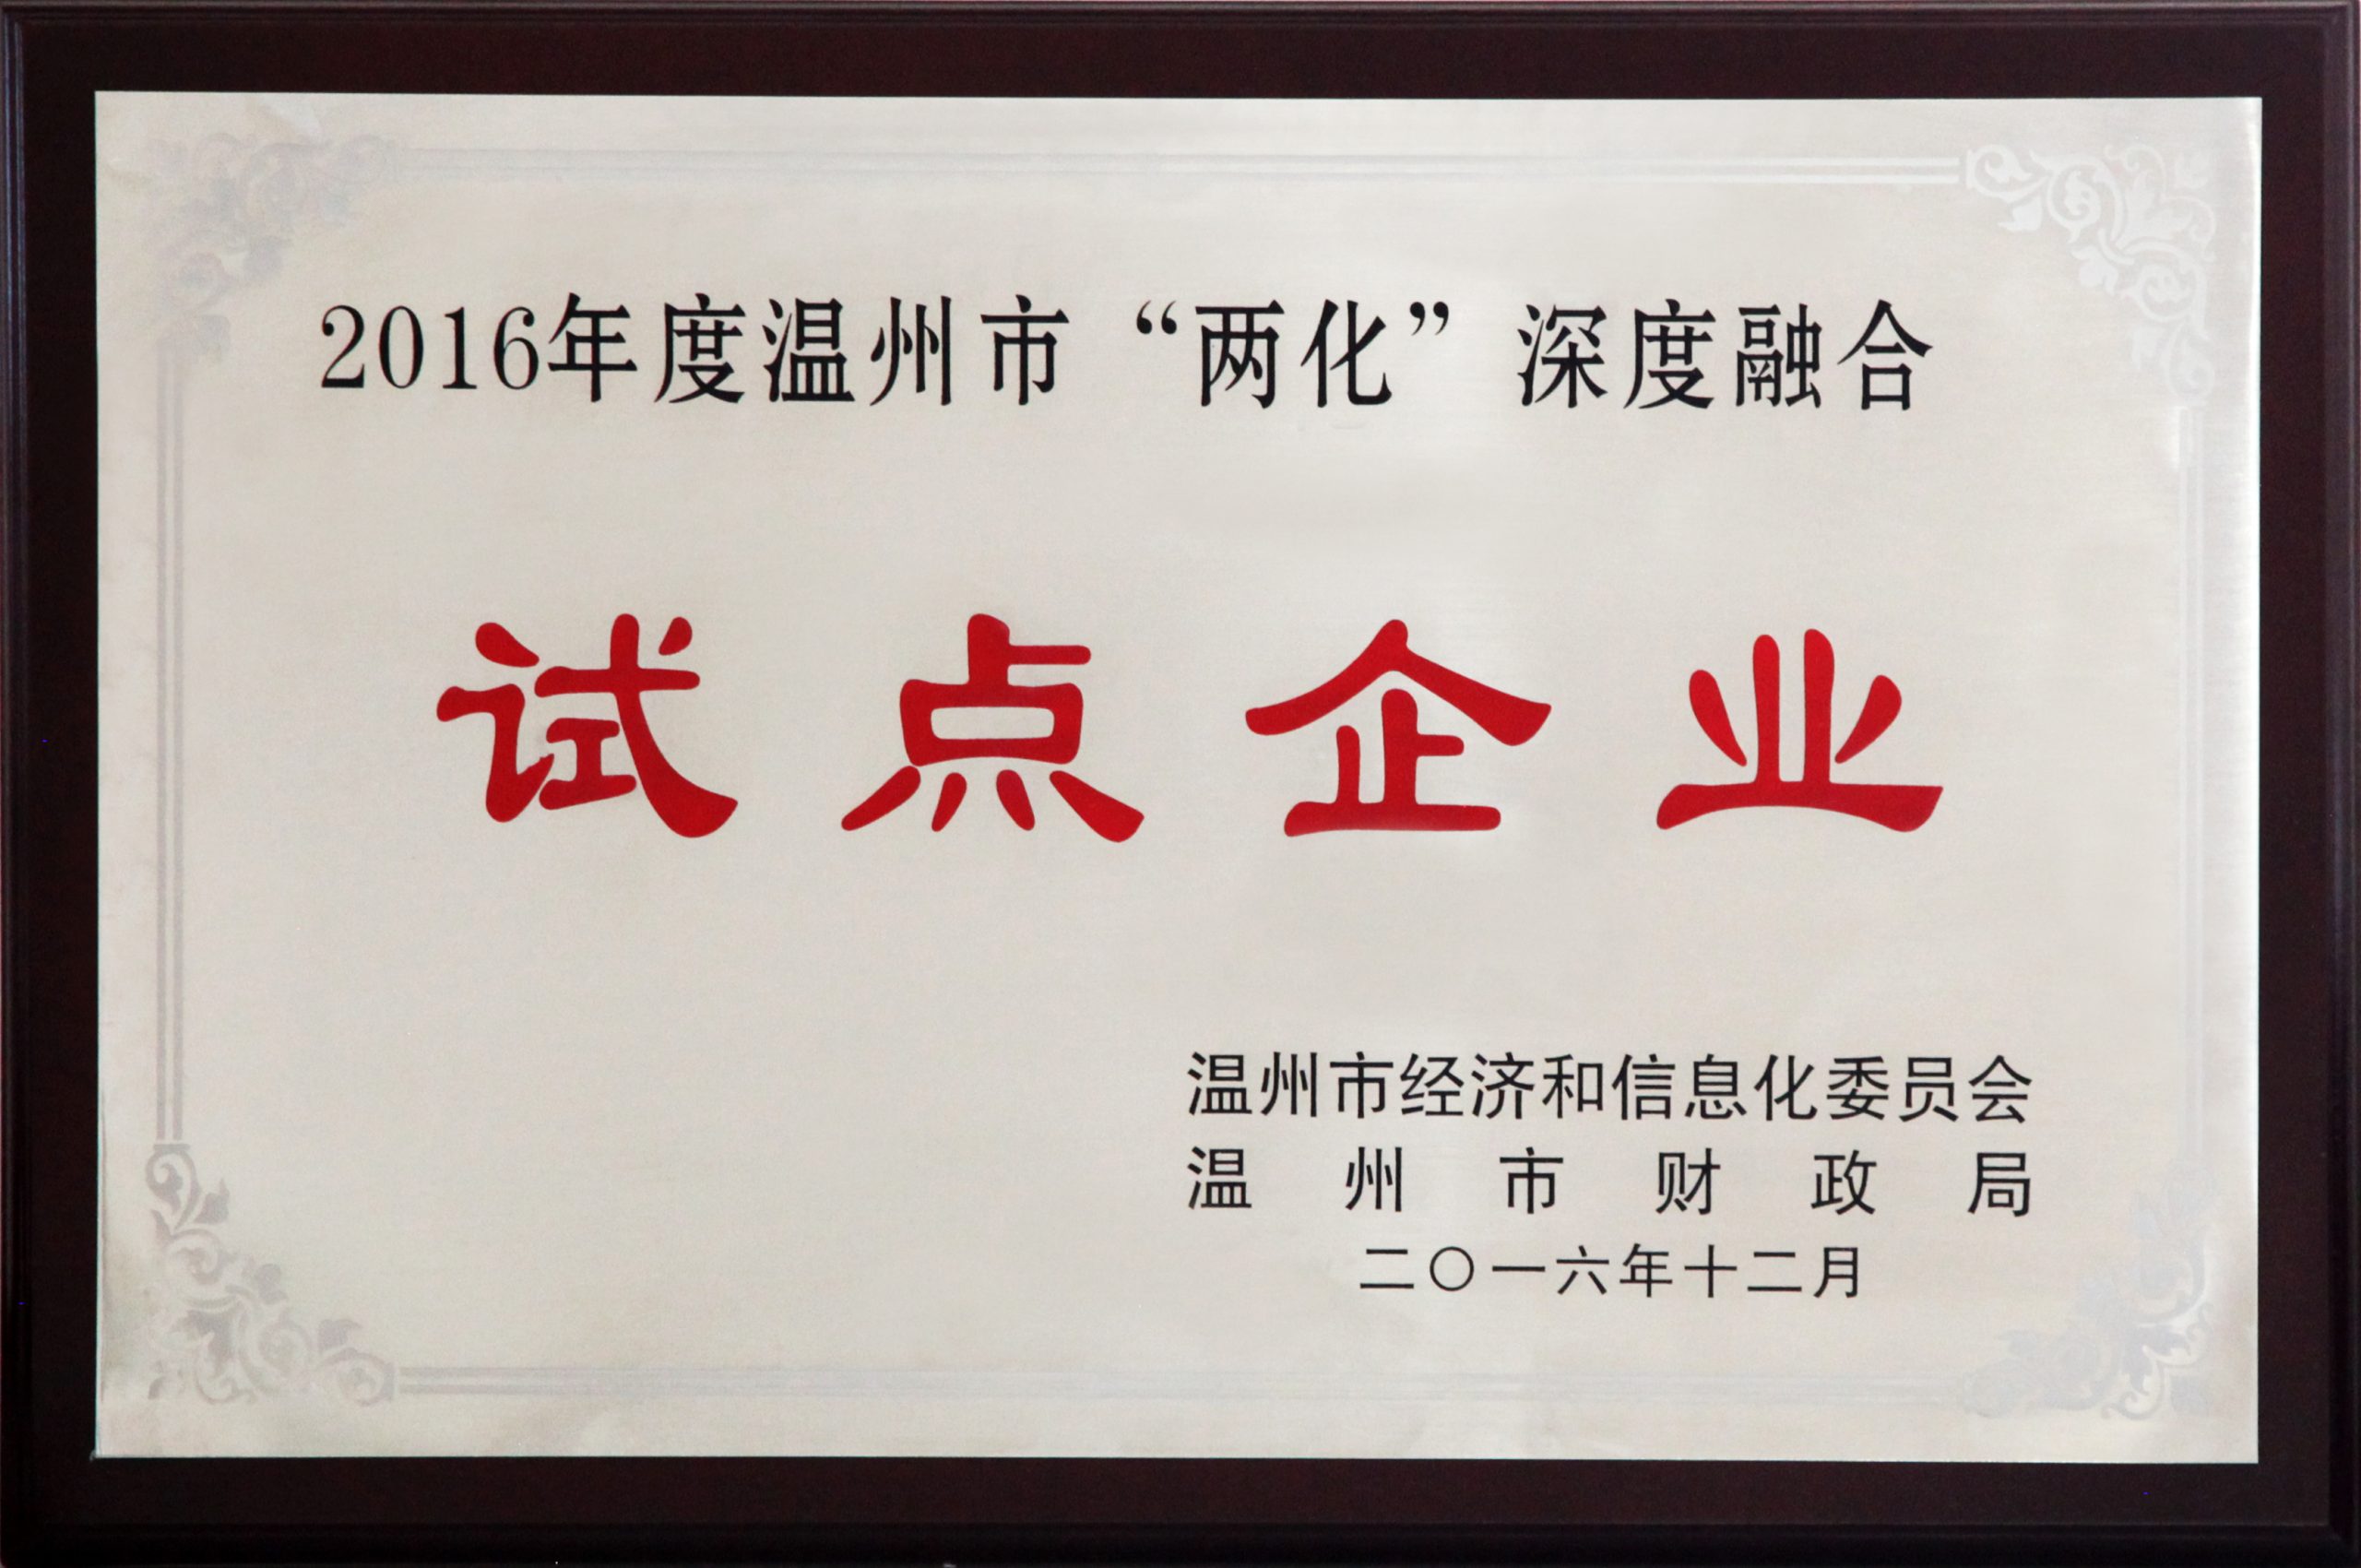 2016年度温州市“两化”深度融合
试点企业
温州市经济和信息化委员会
温州市财政局
二〇一六年十二月